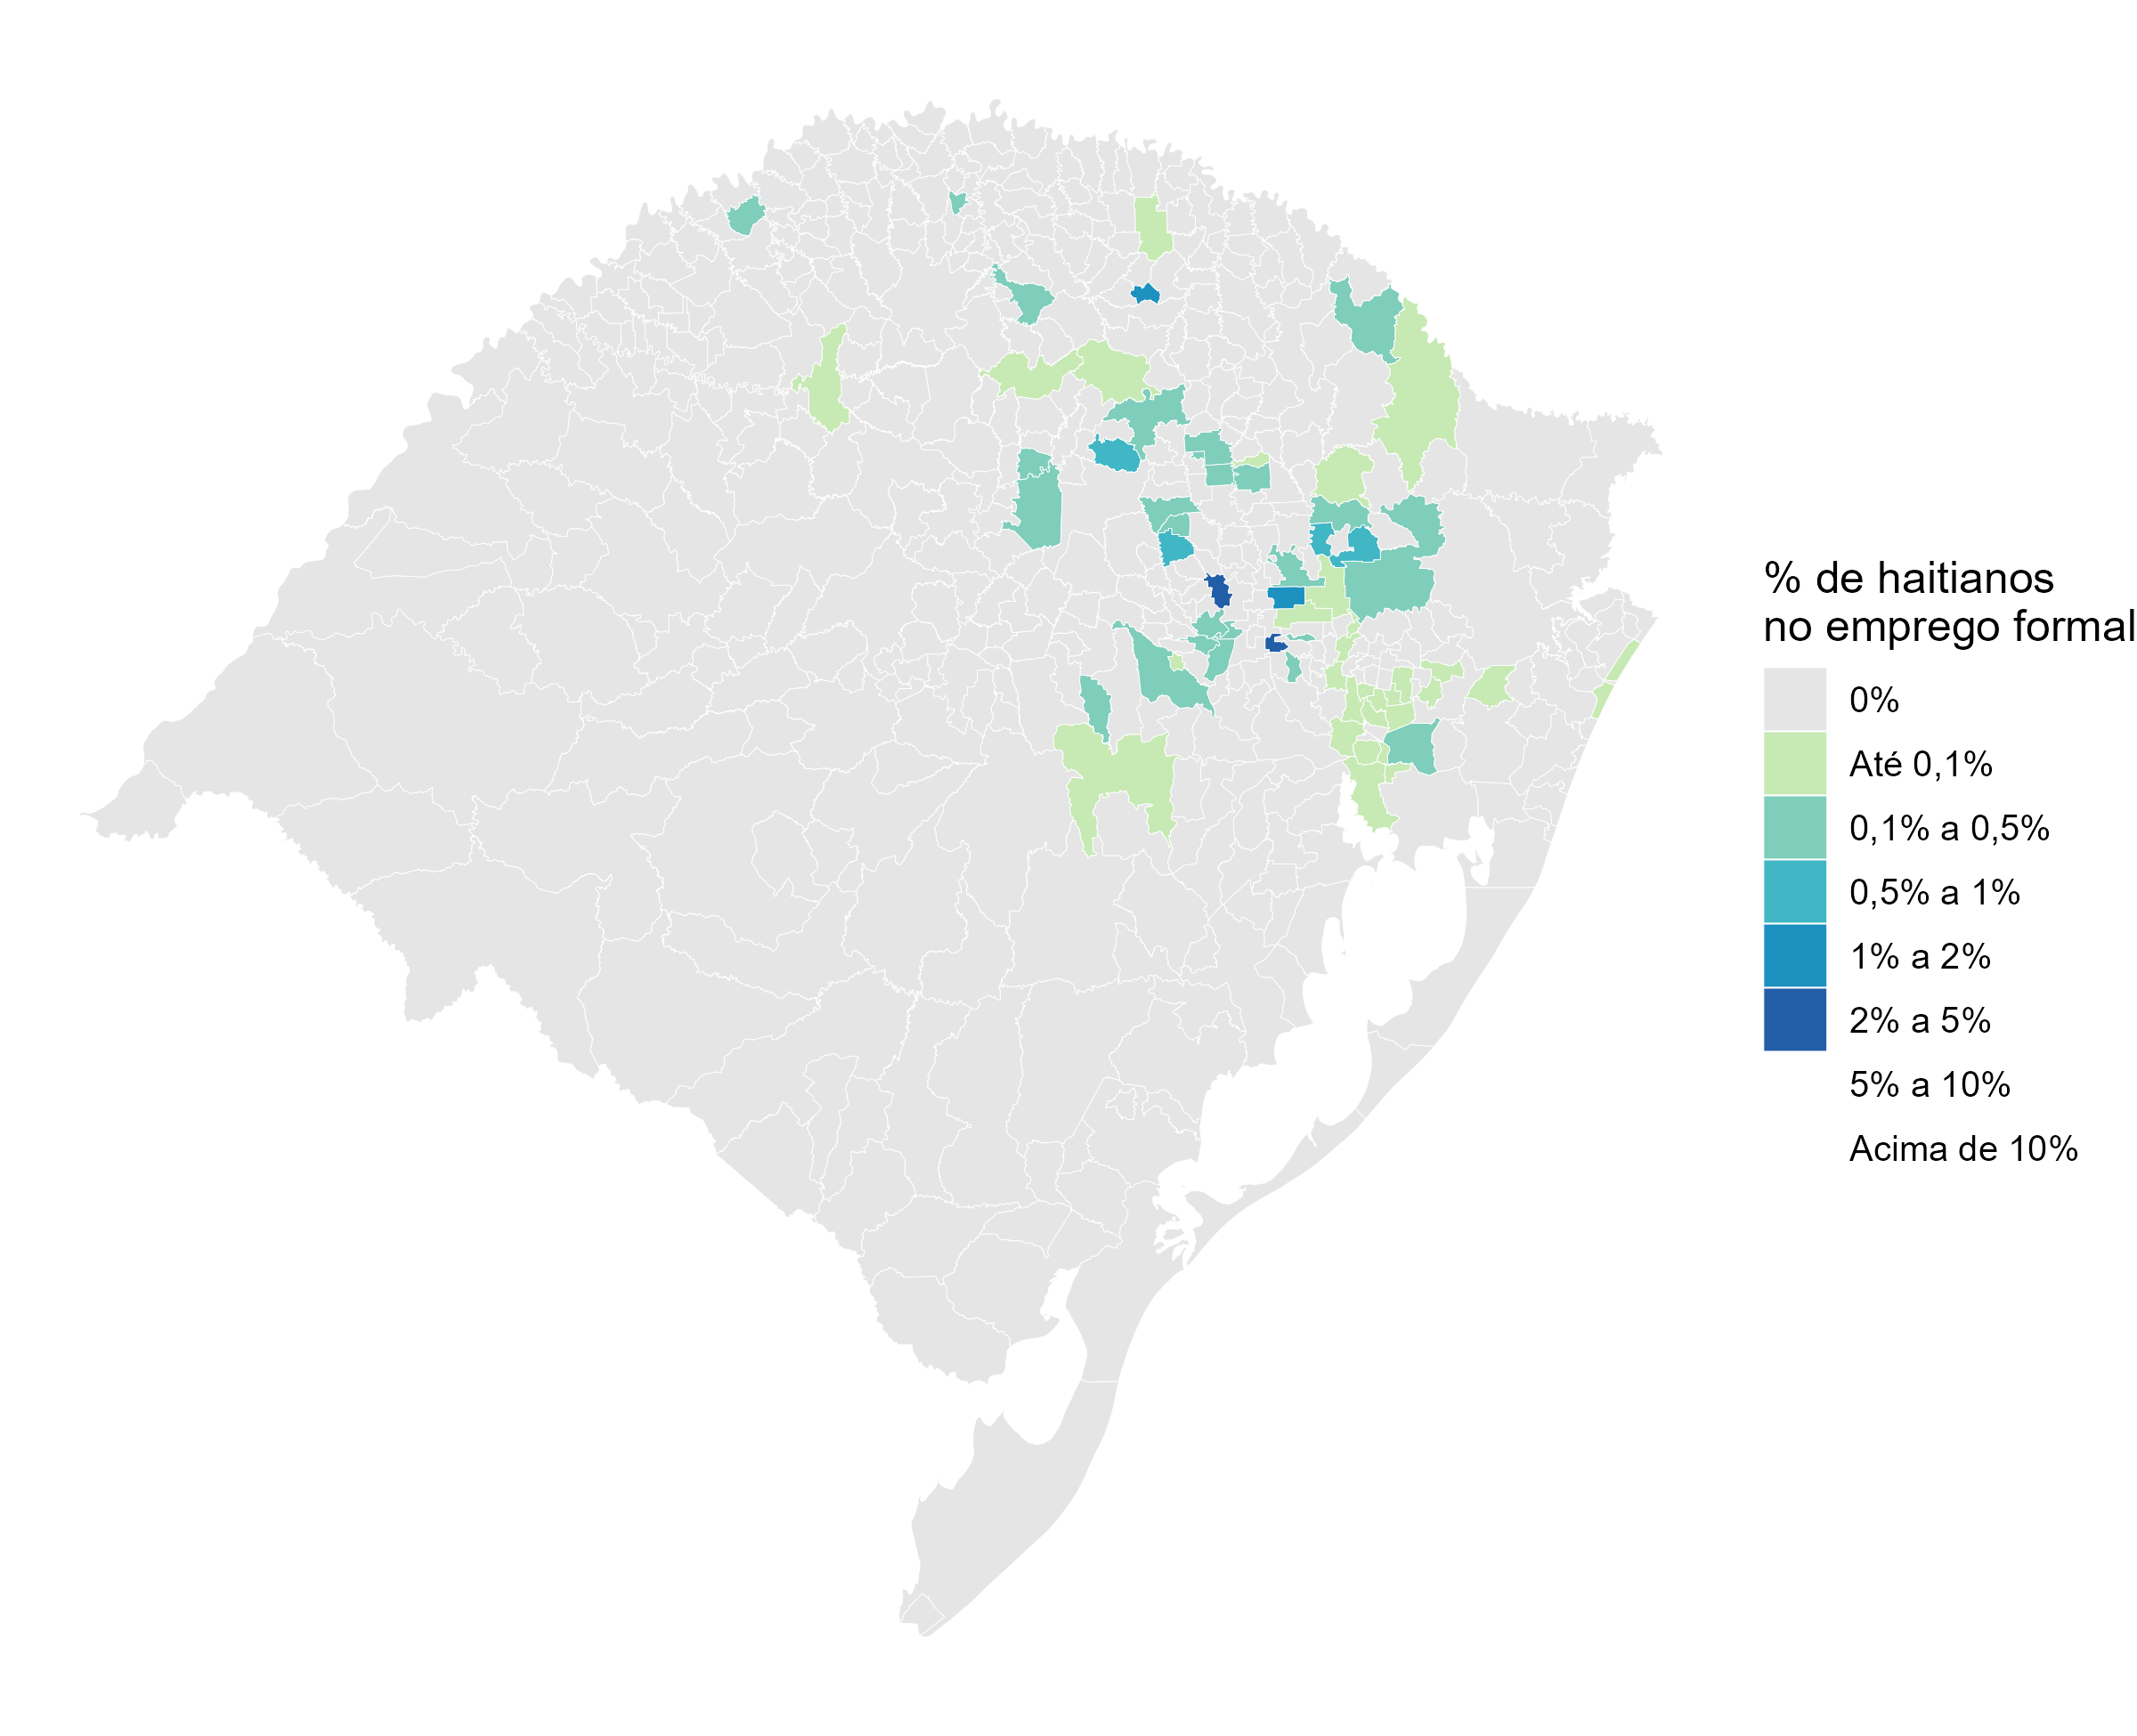 % de haitianos
no emprego formal
0%
Até 0,1%
0,1% a 0,5%
0,5% a 1%
1% a 2%
2% a 5%
5% a 10%
Acima de 10%